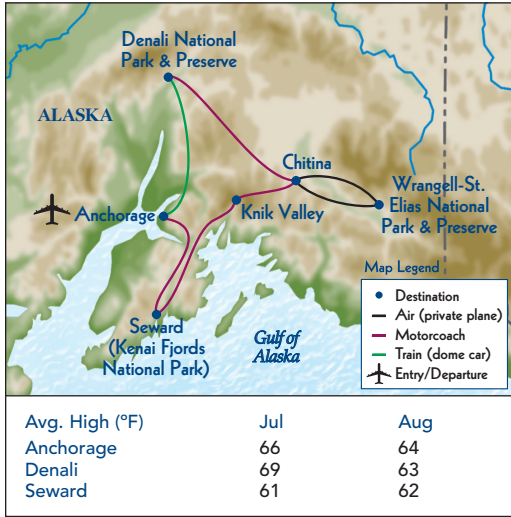 Denali National
Park & Preserve
ALASKA
Chitina
Wrangell-St.
Elias National
Park & Preserve
Anchorage
Knik Valley
Map Legend
Destination
Air (private plane)
Motorcoach
Train (dome car)
Entry/Departure
Seward
(Kenai Fjords
National Park)
Gulf of
Alaska
Avg. High (ºF) Jul Aug
Anchorage 66 64
Denali 69 63
Seward 61 62